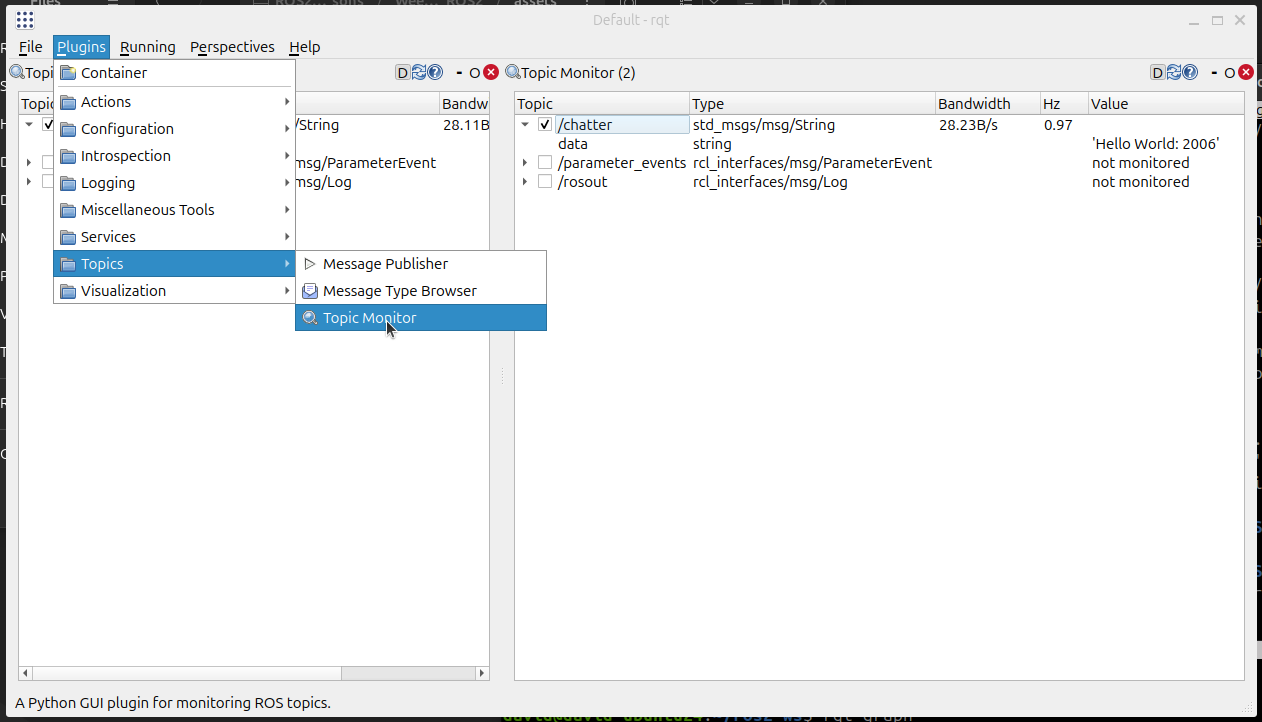 Default - rqt
File Plugins Running Perspectives Help
Container
Actions
Configuration
Introspection
Logging
Miscellaneous Tools
Services
Topics
Visualization
Message Publisher
Message Type Browser
Topic Monitor
D ? - O
Bandw
/String 28.11B
msg/ParameterEvent
msg/Log
Topic Monitor (2) D ? - O
Topic Type Bandwidth Hz Value
/chatter std_msgs/msg/String 28.23B/s 0.97
data string 'Hello World: 2006'
/parameter_events rcl_interfaces/msg/ParameterEvent not monitored
/rosout rcl_interfaces/msg/Log not monitored
A Python GUI plugin for monitoring ROS topics.